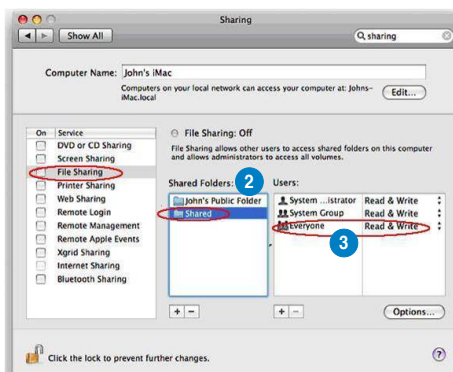 Sharing
Show All
sharing
Computer Name: John's iMac
Computers on your local network can access your computer at: Johns-
iMac.local
Edit...
On Service
DVD or CD Sharing
Screen Sharing
File Sharing
Printer Sharing
Web Sharing
Remote Login
Remote Management
Remote Apple Events
Xgrid Sharing
Internet Sharing
Bluetooth Sharing
File Sharing: Off
File Sharing allows other users to access shared folders on this computer
and allows administrators to access all volumes.
Shared Folders: 2
John's Public Folder
Shared
Users:
System ...istrator Read & Write
System Group Read & Write
Everyone Read & Write
3
+ -
+ -
Options...
Click the lock to prevent further changes.
?